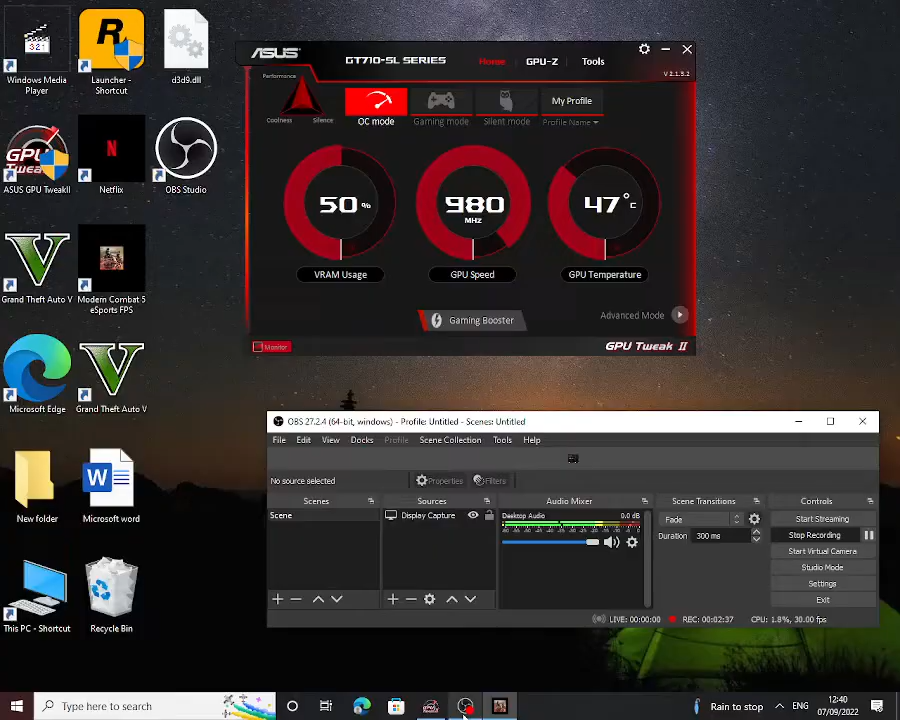 Windows Media
Player
Launcher -
Shortcut
d3d9.dll
ASUS GPU TweakII
Netflix
OBS Studio
Grand Theft Auto V
Modern Combat 5
eSports FPS
Microsoft Edge
Grand Theft Auto V
New folder
Microsoft word
This PC - Shortcut
Recycle Bin
ASUS
GT710-SL SERIES
Home
GPU-Z
Tools
V 2.1.5.2
Performance
Coolness
Silence
OC mode
Gaming mode
Silent mode
My Profile
Profile Name
50 %
980
MHz
47°C
VRAM Usage
GPU Speed
GPU Temperature
Gaming Booster
Advanced Mode
Monitor
GPU Tweak II
OBS 27.2.4 (64-bit, windows) - Profile: Untitled - Scenes: Untitled
File Edit View Docks Profile Scene Collection Tools Help
No source selected
Properties
Filters
Scenes
Sources
Audio Mixer
Scene Transitions
Controls
Scene
Display Capture
Desktop Audio
0.0 dB
Fade
Duration 300 ms
Start Streaming
Stop Recording
Start Virtual Camera
Studio Mode
Settings
Exit
LIVE: 00:00:00
REC: 00:02:37
CPU: 1.8%, 30.00 fps
Type here to search
Rain to stop
ENG
12:40
07/09/2022